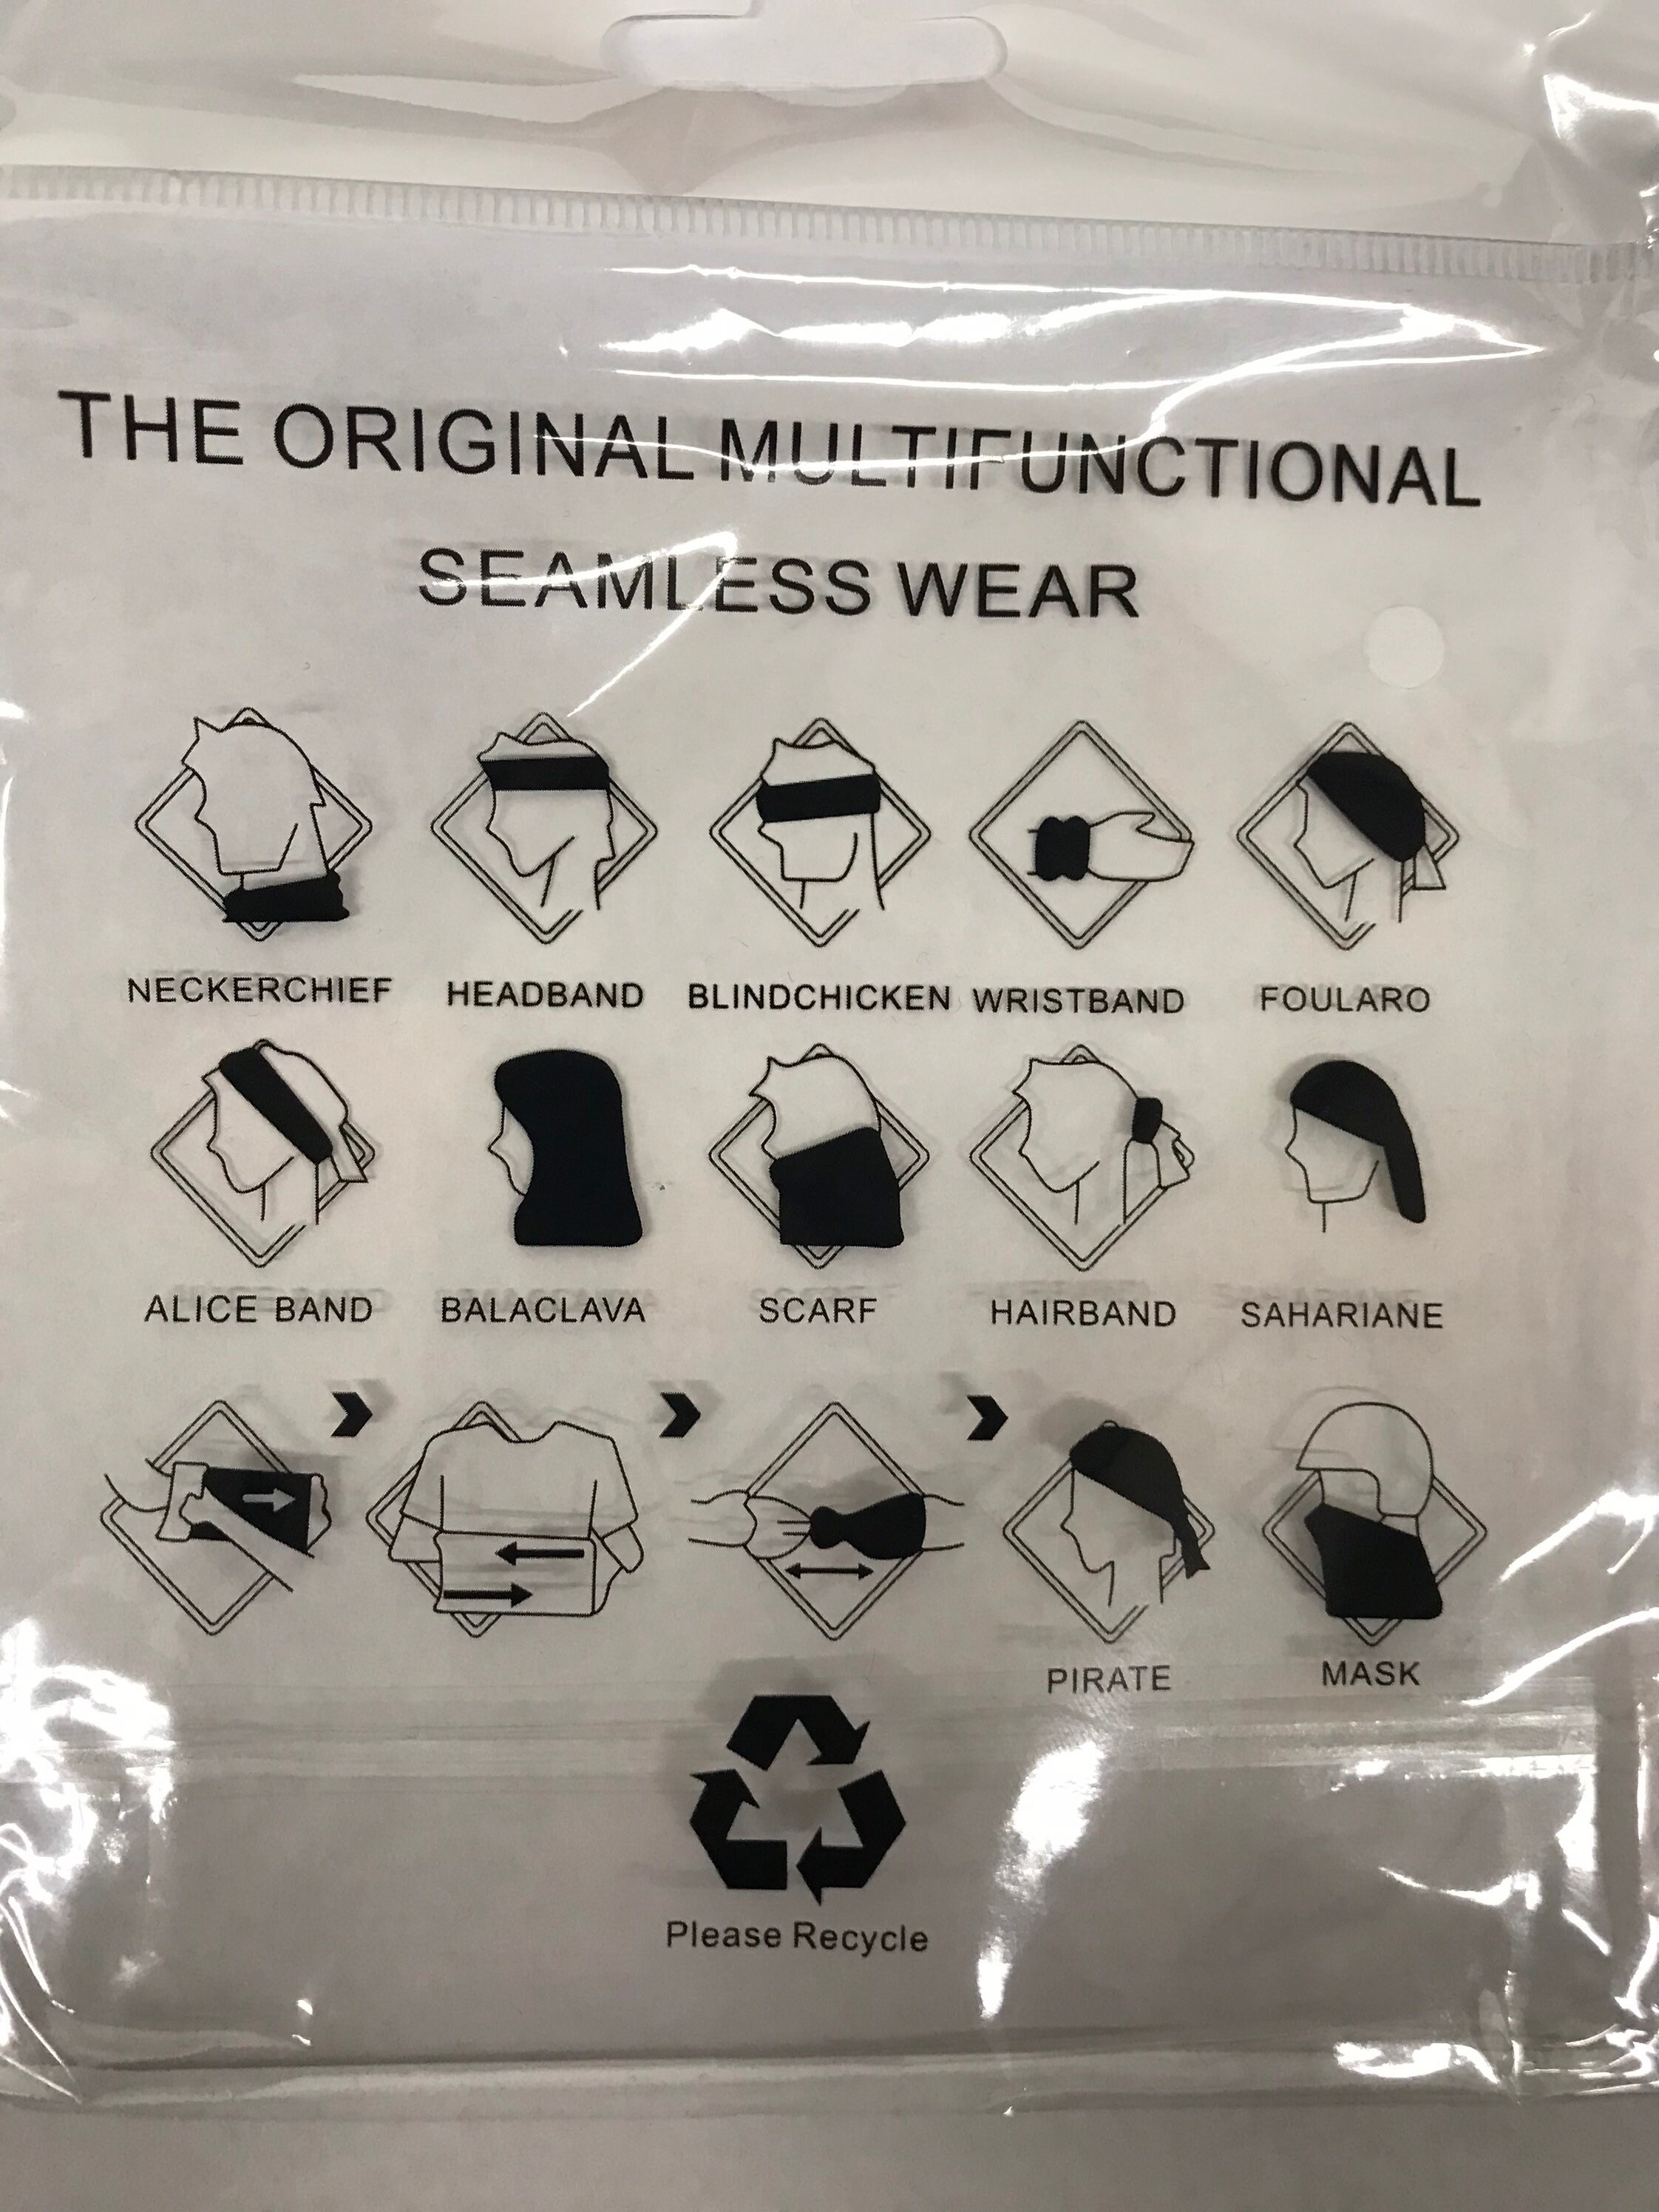 THE ORIGINAL MULTIFUNCTIONAL
SEAMLESS WEAR
NECKERCHIEF HEADBAND BLINDCHICKEN WRISTBAND FOULARO
ALICE BAND BALACLAVA SCARF HAIRBAND SAHARIANE
PIRATE MASK
Please Recycle